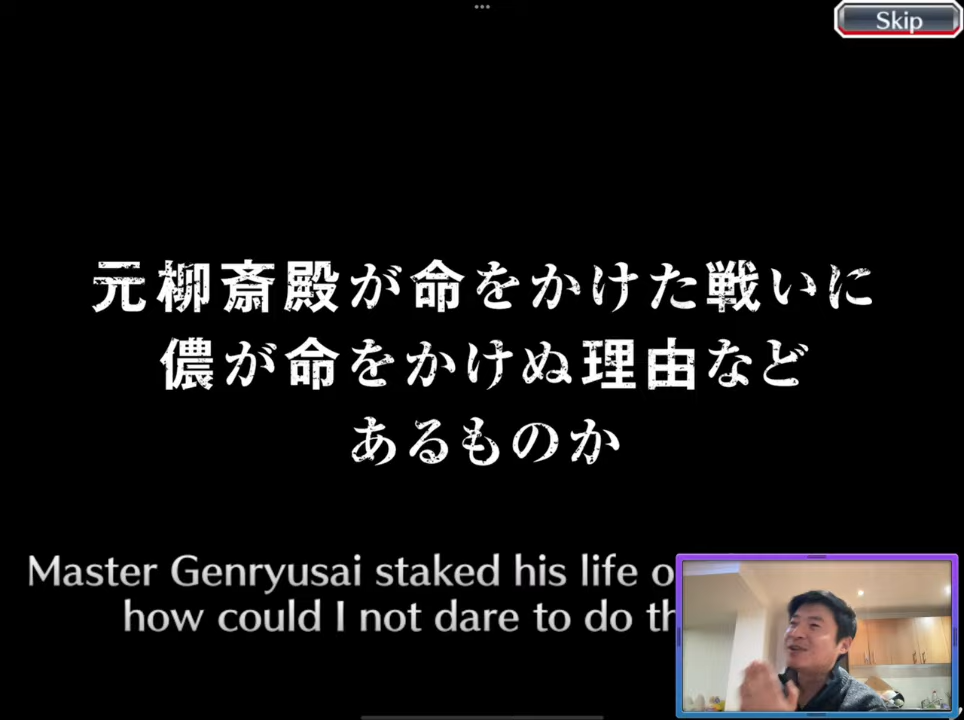 Skip
元柳斎殿が命をかけた戦いに
儂が命をかけぬ理由など
あるものか
Master Genryusai staked his life
how could I not dare to do